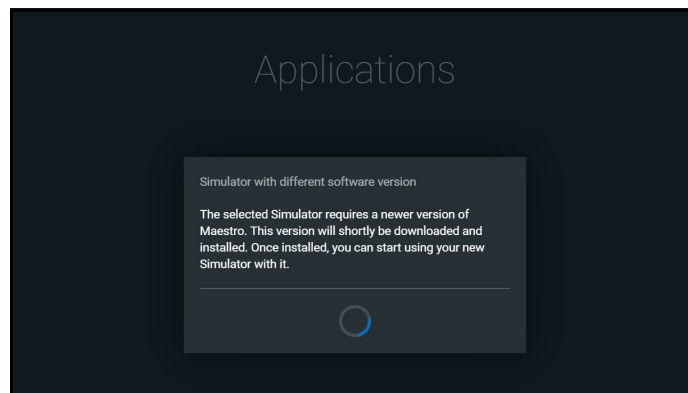 Applications
Simulator with different software version
The selected Simulator requires a newer version of
Maestro. This version will shortly be downloaded and
installed. Once installed, you can start using your new
Simulator with it.